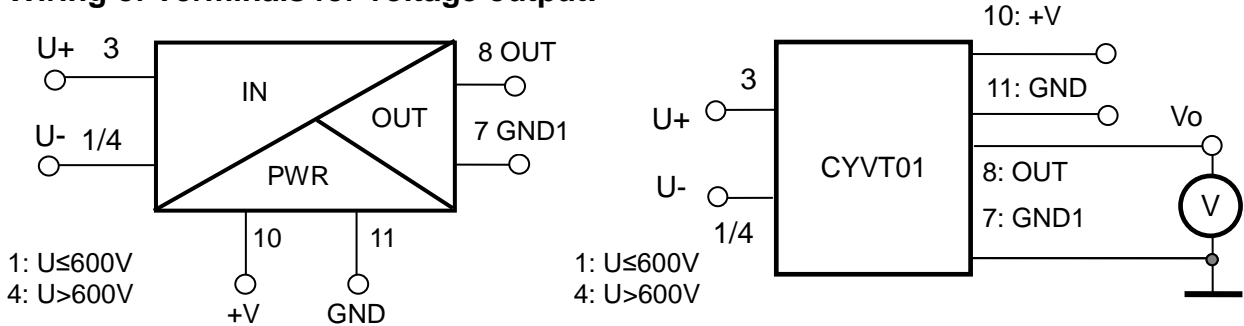 Wiring of Terminals for voltage output:
U+ 3
IN
8 OUT
OUT
U- 1/4
7 GND1
PWR
10
11
1: U≤600V
4: U>600V
+V
GND
10: +V
3
11: GND
U+
Vo
CYVT01
8: OUT
U-
V
7: GND1
1/4
1: U≤600V
4: U>600V